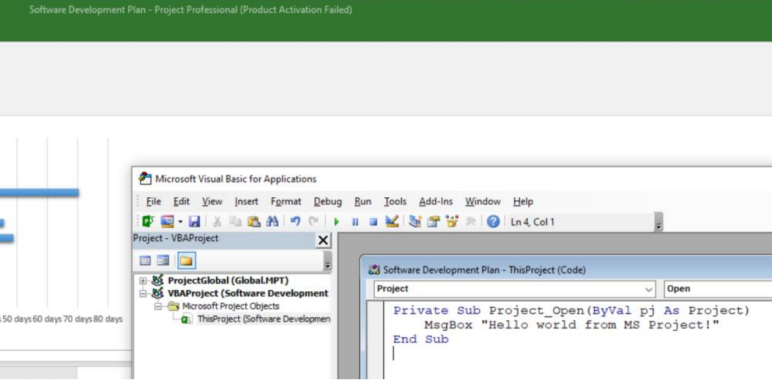 Software Development Plan - Project Professional (Product Activation Failed)
Microsoft Visual Basic for Applications
File Edit View Insert Format Debug Run Tools Add-Ins Window Help
Ln 4, Col 1
Project - VBAProject
Software Development Plan - ThisProject (Code)
ProjectGlobal (Global.MPT)
VBAProject (Software Development
Microsoft Project Objects
ThisProject (Software Developmen
Project
Open
Private Sub Project_Open(ByVal pj As Project)
MsgBox "Hello world from MS Project!"
End Sub
50 days 60 days 70 days 80 days